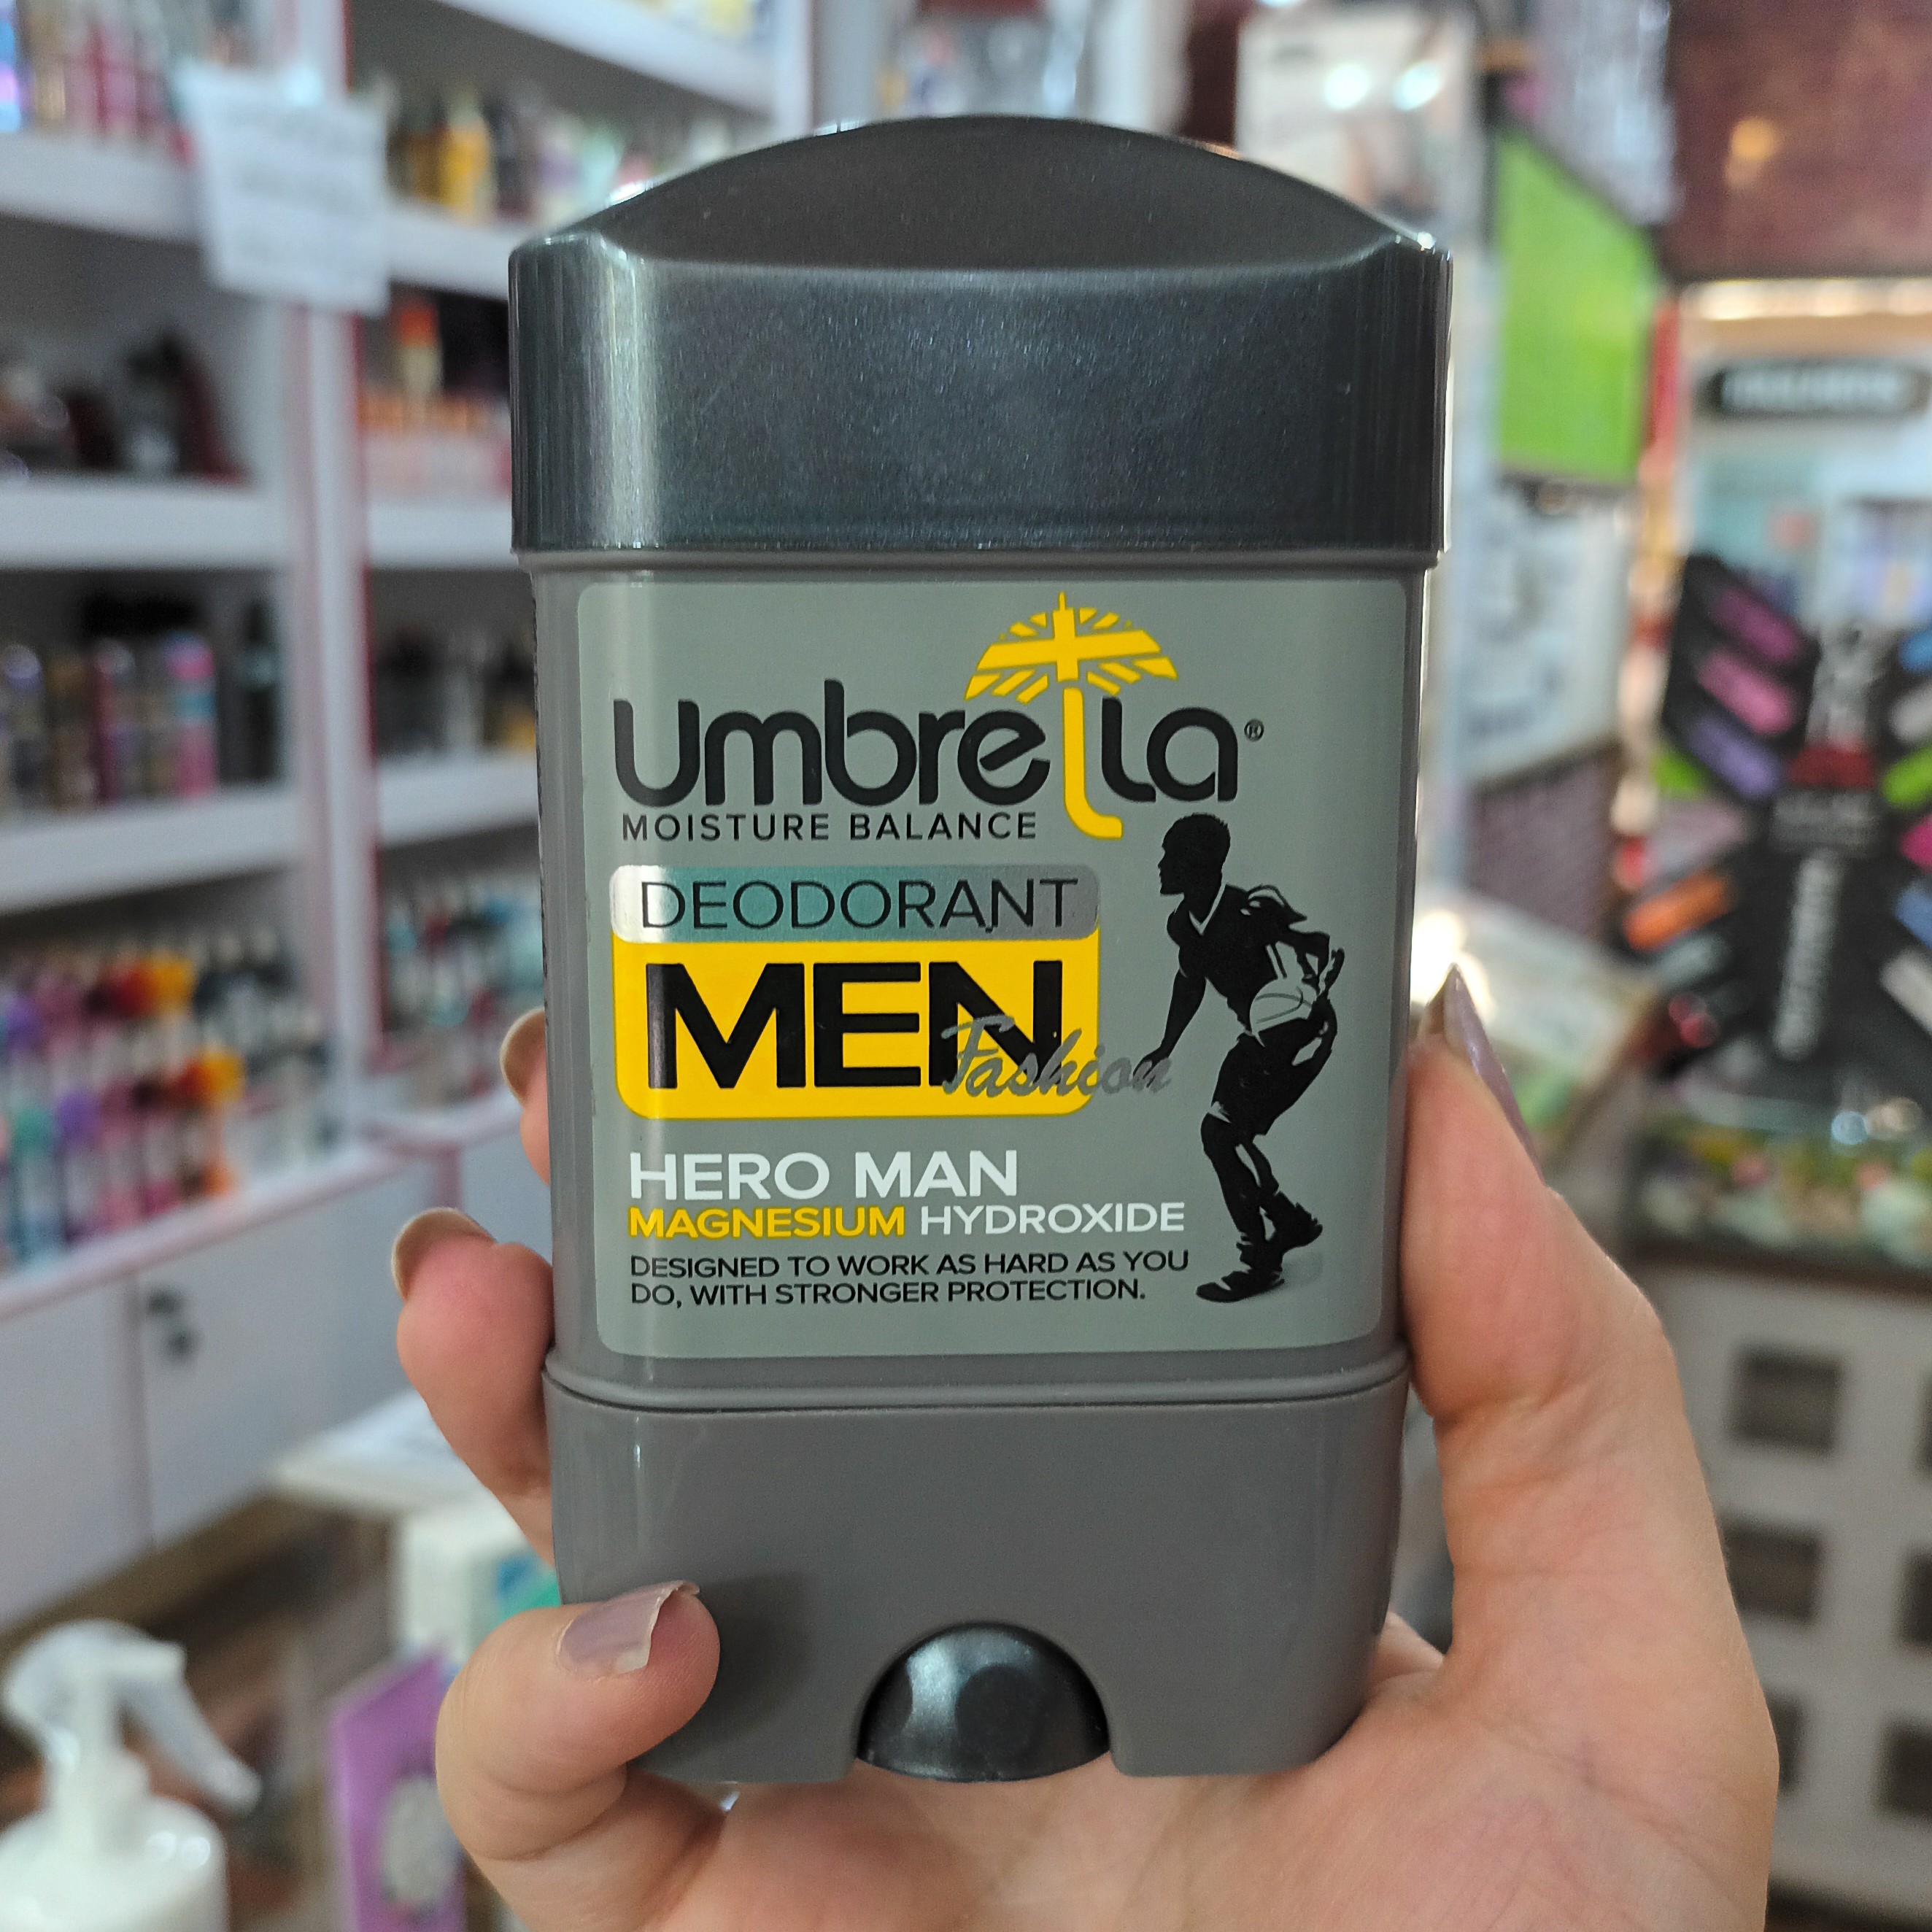 umbrella®
MOISTURE BALANCE
DEODORANT
MEN
Fashion
HERO MAN
MAGNESIUM HYDROXIDE
DESIGNED TO WORK AS HARD AS YOU
DO, WITH STRONGER PROTECTION.